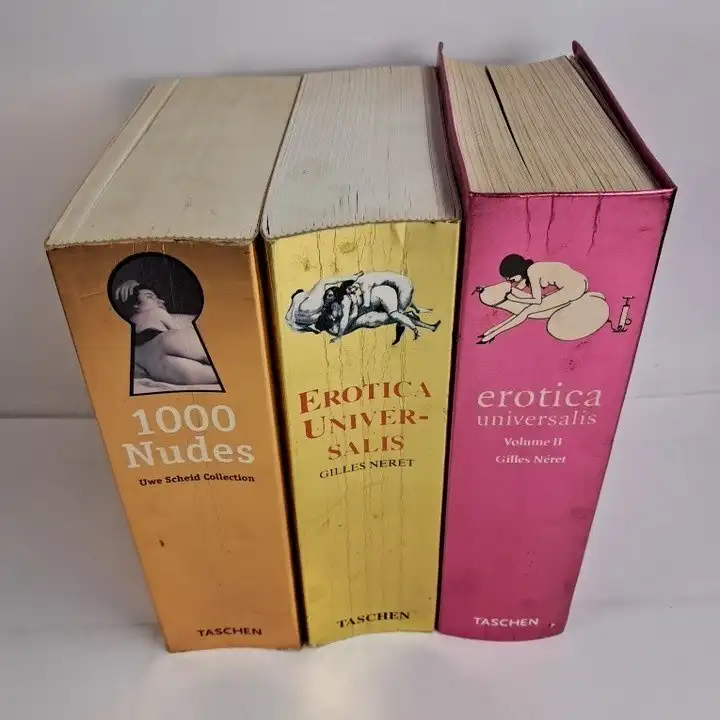 1000
Nudes
Uwe Scheid Collection
TASCHEN
EROTICA
UNIVER-
SALIS
GILLES NERET
TASCHEN
erotica
universalis
Volume II
Gilles Néret
TASCHEN